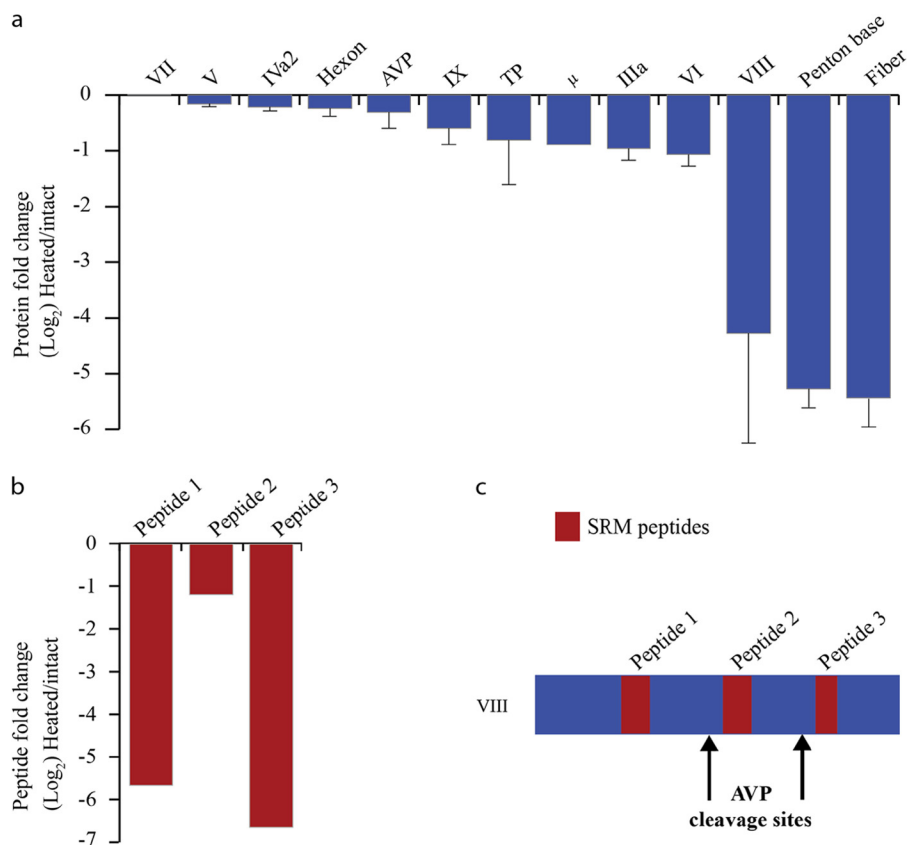 a
VII V IVa2 Hexon AVP IX TP μ IIIa VI VIII Penton base Fiber
0
-1
-2
-3
-4
-5
-6
Protein fold change
(Log2) Heated/intact
b
Peptide 1 Peptide 2 Peptide 3
0
-1
-2
-3
-4
-5
-6
-7
Peptide fold change
(Log2) Heated/intact
c
SRM peptides
Peptide 1 Peptide 2 Peptide 3
VIII
AVP
cleavage sites